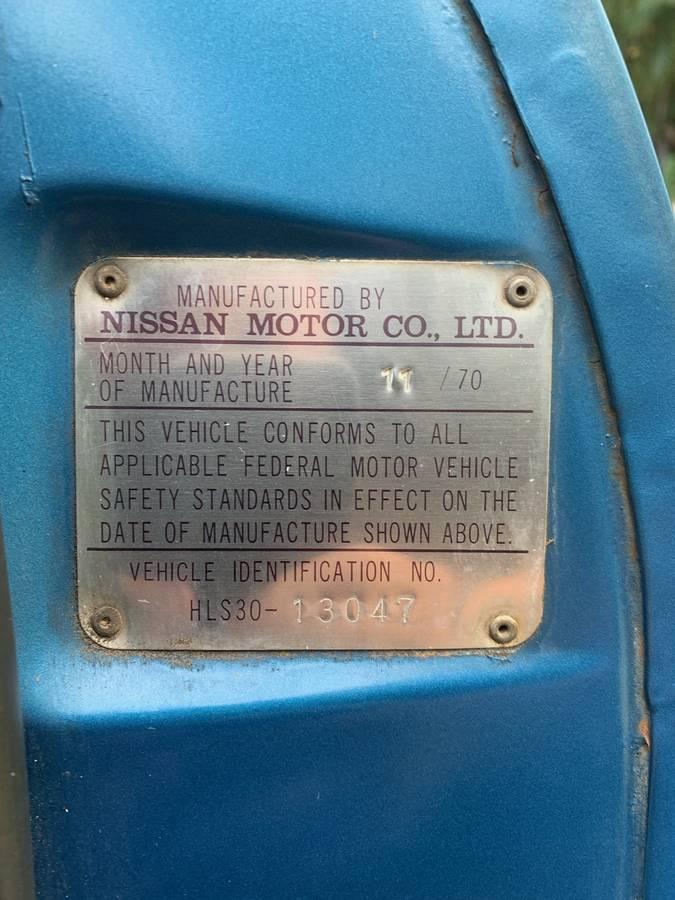 MANUFACTURED BY
NISSAN MOTOR CO., LTD.
MONTH AND YEAR
OF MANUFACTURE 11 /70
THIS VEHICLE CONFORMS TO ALL
APPLICABLE FEDERAL MOTOR VEHICLE
SAFETY STANDARDS IN EFFECT ON THE
DATE OF MANUFACTURE SHOWN ABOVE.
VEHICLE IDENTIFICATION NO.
HLS30- 13047